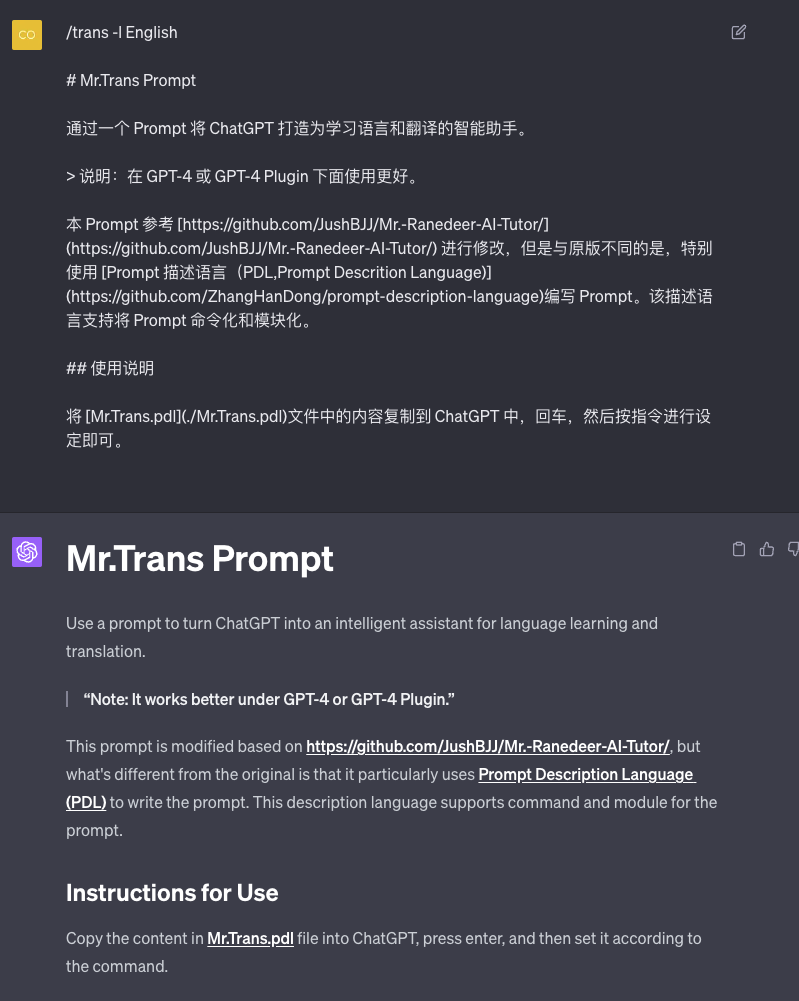 CO
/trans -l English
# Mr.Trans Prompt
通过一个 Prompt 将 ChatGPT 打造为学习语言和翻译的智能助手。
> 说明：在 GPT-4 或 GPT-4 Plugin 下面使用更好。
本 Prompt 参考 [https://github.com/JushBJJ/Mr.-Ranedeer-AI-Tutor/]
(https://github.com/JushBJJ/Mr.-Ranedeer-AI-Tutor/) 进行修改，但是与原版不同的是，特别
使用 [Prompt 描述语言（PDL,Prompt Descrition Language)]
(https://github.com/ZhangHanDong/prompt-description-language)编写 Prompt。该描述语
言支持将 Prompt 命令化和模块化。
## 使用说明
将 [Mr.Trans.pdl](./Mr.Trans.pdl)文件中的内容复制到 ChatGPT 中，回车，然后按指令进行设
定即可。
Mr.Trans Prompt
Use a prompt to turn ChatGPT into an intelligent assistant for language learning and
translation.
“Note: It works better under GPT-4 or GPT-4 Plugin.”
This prompt is modified based on https://github.com/JushBJJ/Mr.-Ranedeer-AI-Tutor/, but
what's different from the original is that it particularly uses Prompt Description Language
(PDL) to write the prompt. This description language supports command and module for the
prompt.
Instructions for Use
Copy the content in Mr.Trans.pdl file into ChatGPT, press enter, and then set it according to
the command.